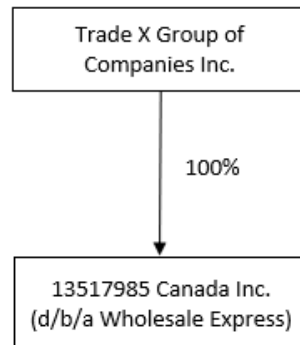 Trade X Group of
Companies Inc.
100%
13517985 Canada Inc.
(d/b/a Wholesale Express)